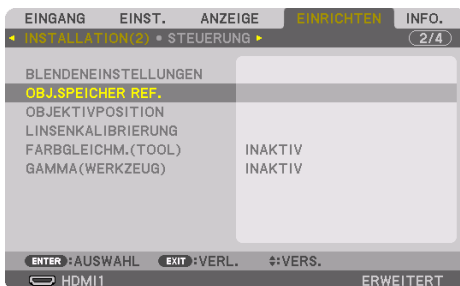 EINGANG EINST. ANZEIGE EINRICHTEN INFO.
INSTALLATION(2) • STEUERUNG 2/4
BLENDENEINSTELLUNGEN
OBJ.SPEICHER REF.
OBJEKTIVPOSITION
LINSENKALIBRIERUNG
FARBGLEICHM.(TOOL) INAKTIV
GAMMA(WERKZEUG) INAKTIV
ENTER :AUSWAHL EXIT :VERL. :VERS.
HDMI1 ERWEITERT